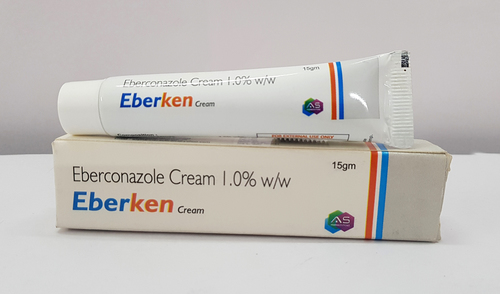 Eberconazole Cream 1.0% w/w
15gm
Eberken Cream
AS
FOR EXTERNAL USE ONLY
Eberconazole Cream 1.0% w/w
15gm
Eberken Cream
AS